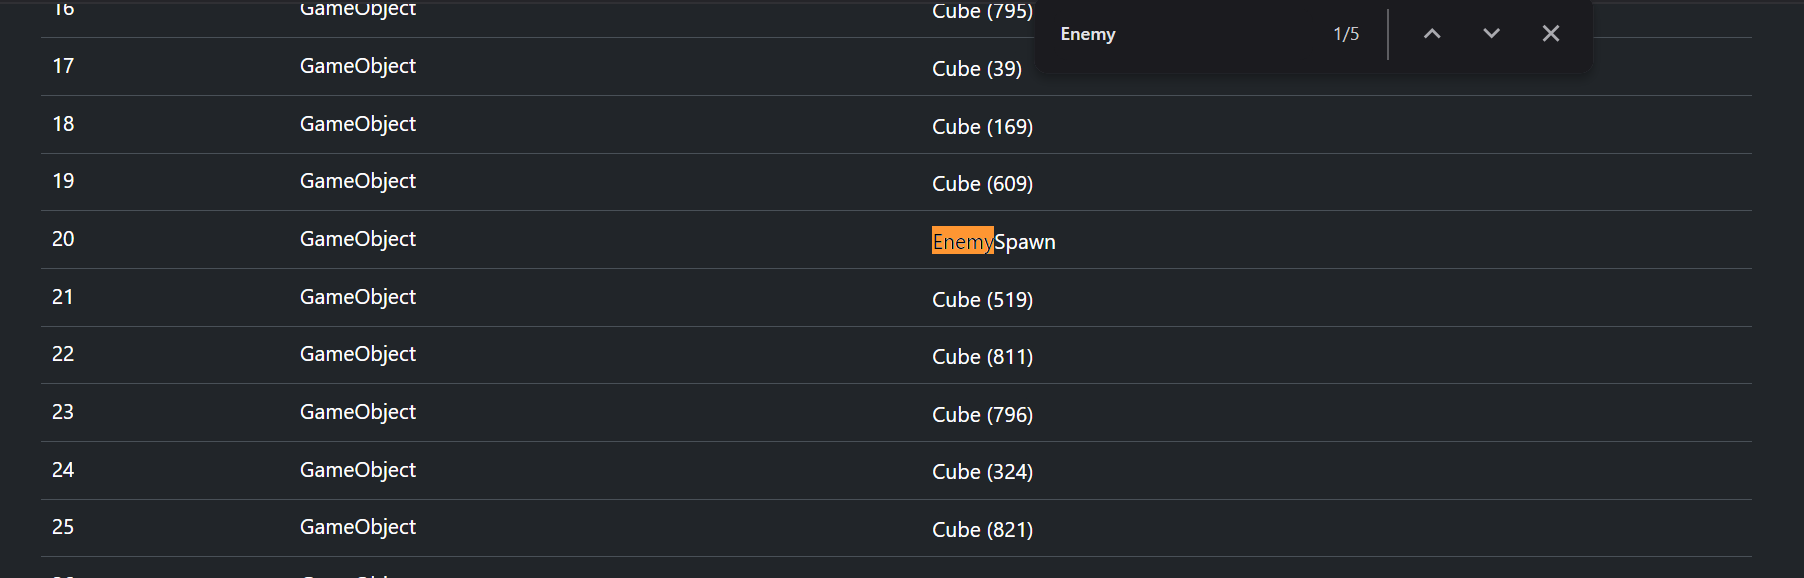 16 GameObject Cube (795)
Enemy 1/5
17 GameObject Cube (39)
18 GameObject Cube (169)
19 GameObject Cube (609)
20 GameObject EnemySpawn
21 GameObject Cube (519)
22 GameObject Cube (811)
23 GameObject Cube (796)
24 GameObject Cube (324)
25 GameObject Cube (821)